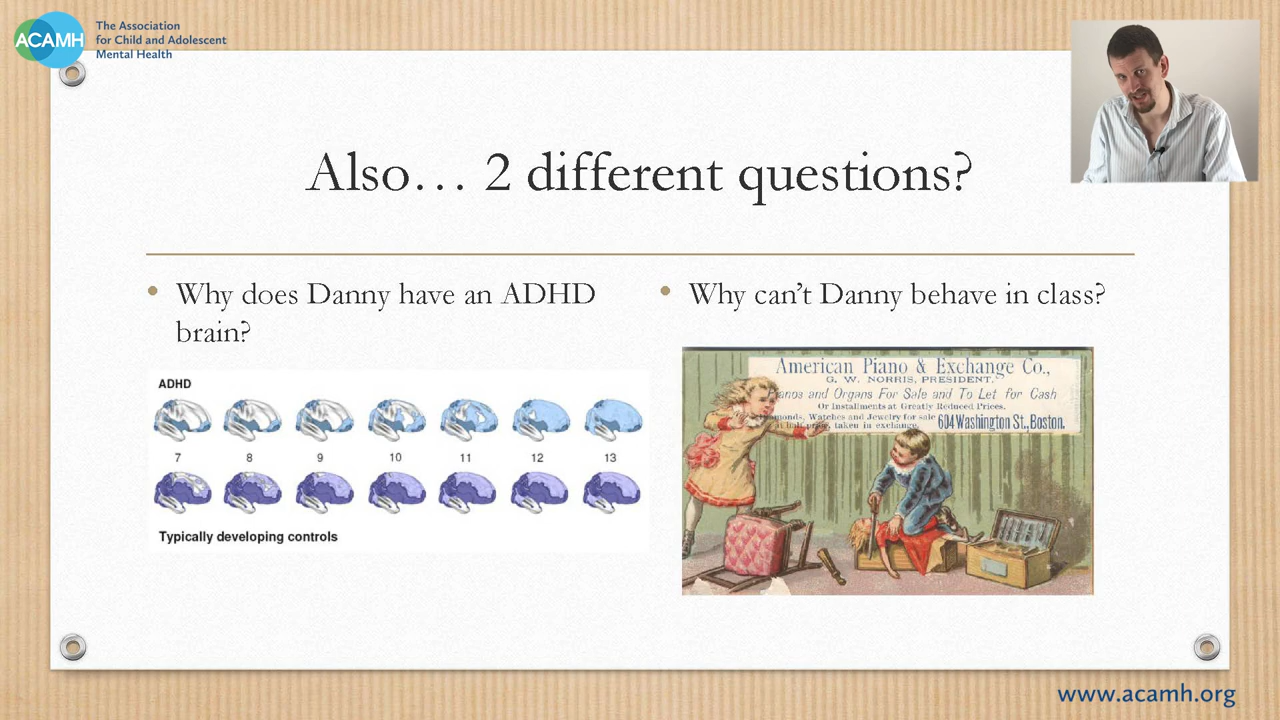 ACAMH
The Association
for Child and Adolescent
Mental Health
Also… 2 different questions?
• Why does Danny have an ADHD
brain?
ADHD
7 8 9 10 11 12 13
Typically developing controls
• Why can't Danny behave in class?
American Piano & Exchange Co.,
G. W. NORRIS, PRESIDENT.
Pianos and Organs For Sale and To Let for Cash
Or Installments at Greatly Reduced Prices.
Watches and Jewelry for sale 604 Washington St., Boston.
at half price, taken in exchange.
www.acamh.org